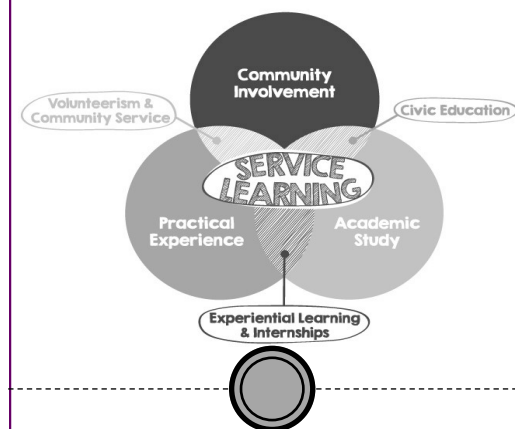 Community
Involvement
Volunteerism &
Community Service
Civic Education
SERVICE
LEARNING
Practical
Experience
Academic
Study
Experiential Learning
& Internships